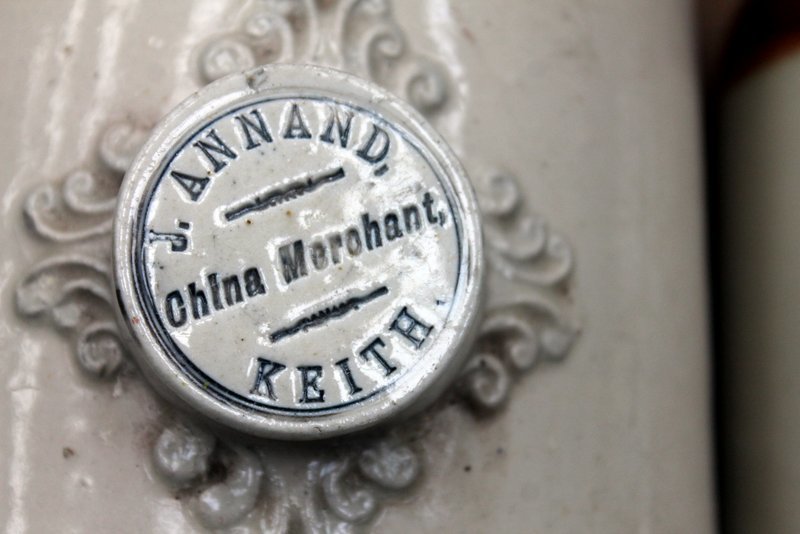 J. ANNAND,
China Merchant,
KEITH.